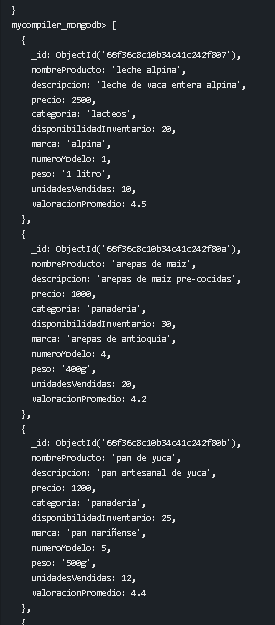 }
mycompiler_mongodb> [
  {
    _id: ObjectId('66f36c8c10b34c41c242f807'),
    nombreProducto: 'leche alpina',
    descripcion: 'leche de vaca entera alpina',
    precio: 2500,
    categoria: 'lacteos',
    disponibilidadInventario: 20,
    marca: 'alpina',
    numeroModelo: 1,
    peso: '1 litro',
    unidadesVendidas: 10,
    valoracionPromedio: 4.5
  },
  {
    _id: ObjectId('66f36c8c10b34c41c242f80a'),
    nombreProducto: 'arepas de maiz',
    descripcion: 'arepas de maiz pre-cocidas',
    precio: 1000,
    categoria: 'panaderia',
    disponibilidadInventario: 30,
    marca: 'arepas de antioquia',
    numeroModelo: 4,
    peso: '400g',
    unidadesVendidas: 20,
    valoracionPromedio: 4.2
  },
  {
    _id: ObjectId('66f36c8c10b34c41c242f80b'),
    nombreProducto: 'pan de yuca',
    descripcion: 'pan artesanal de yuca',
    precio: 1200,
    categoria: 'panaderia',
    disponibilidadInventario: 25,
    marca: 'pan nariñense',
    numeroModelo: 5,
    peso: '500g',
    unidadesVendidas: 12,
    valoracionPromedio: 4.4
  },
  {